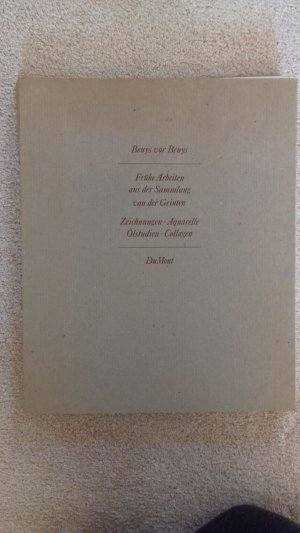 Beuys vor Beuys
Frühe Arbeiten
aus der Sammlung
van der Grinten
Zeichnungen · Aquarelle
Ölstudien · Collagen
DuMont